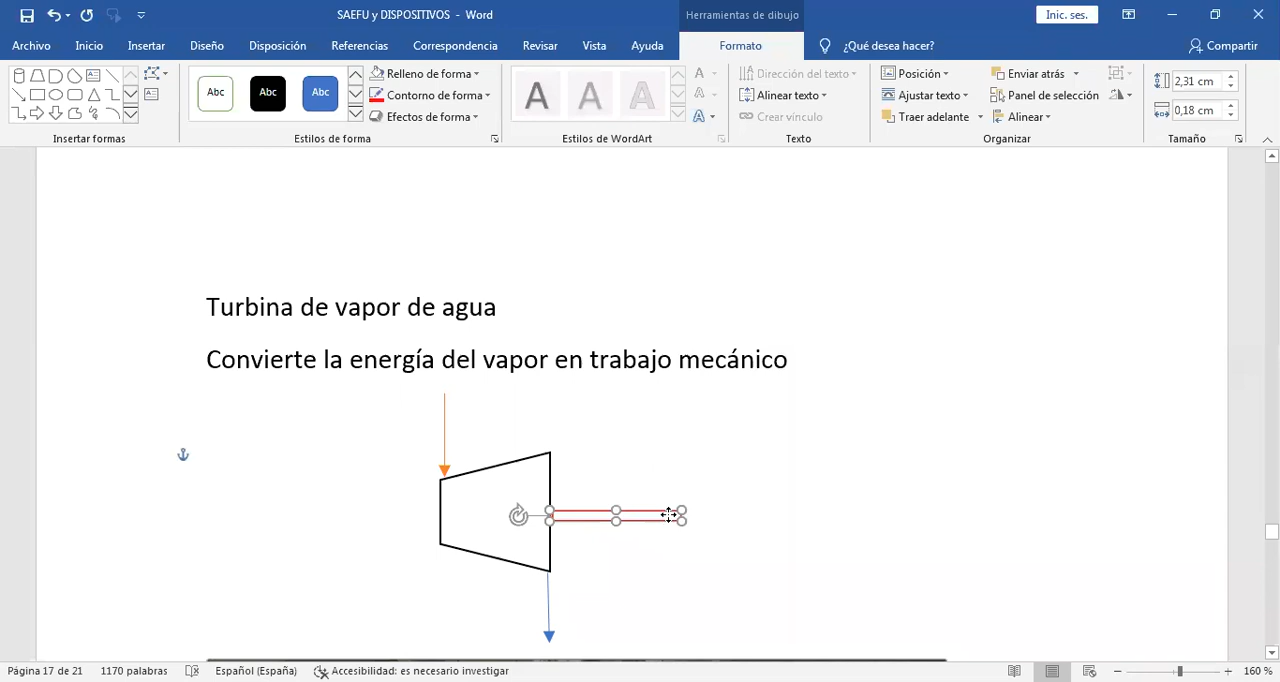 SAEFU y DISPOSITIVOS - Word
Herramientas de dibujo
Inic. ses.
Archivo Inicio Insertar Diseño Disposición Referencias Correspondencia Revisar Vista Ayuda Formato ¿Qué desea hacer? Compartir
Abc Abc Abc
Relleno de forma
Contorno de forma
Efectos de forma
A A A
Dirección del texto
Alinear texto
Crear vínculo
Posición
Ajustar texto
Traer adelante
Enviar atrás
Panel de selección
Alinear
2,31 cm
0,18 cm
Insertar formas Estilos de forma Estilos de WordArt Texto Organizar Tamaño
Turbina de vapor de agua
Convierte la energía del vapor en trabajo mecánico
Página 17 de 21 1170 palabras Español (España) Accesibilidad: es necesario investigar 160 %